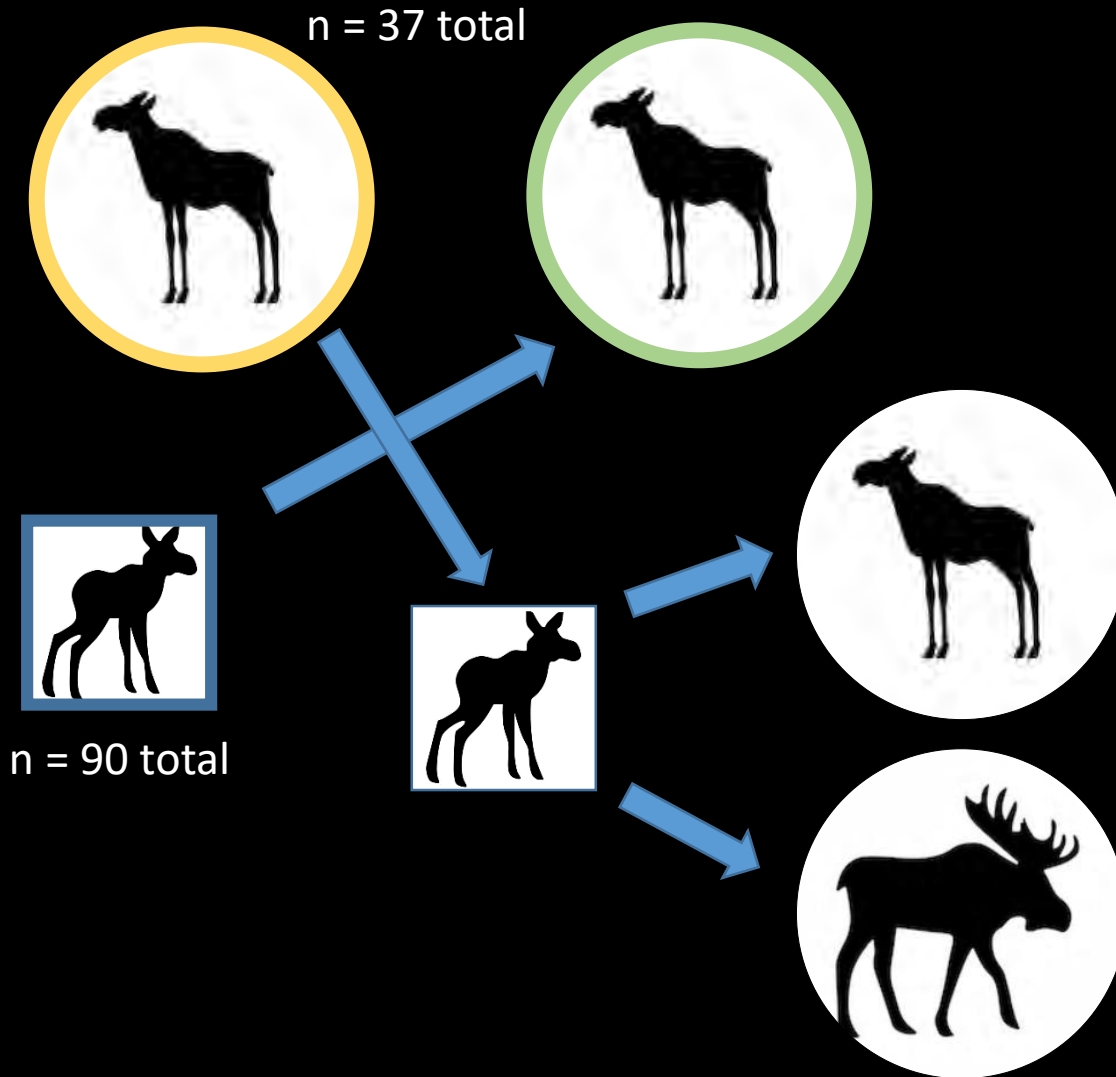 n = 37 total
n = 90 total